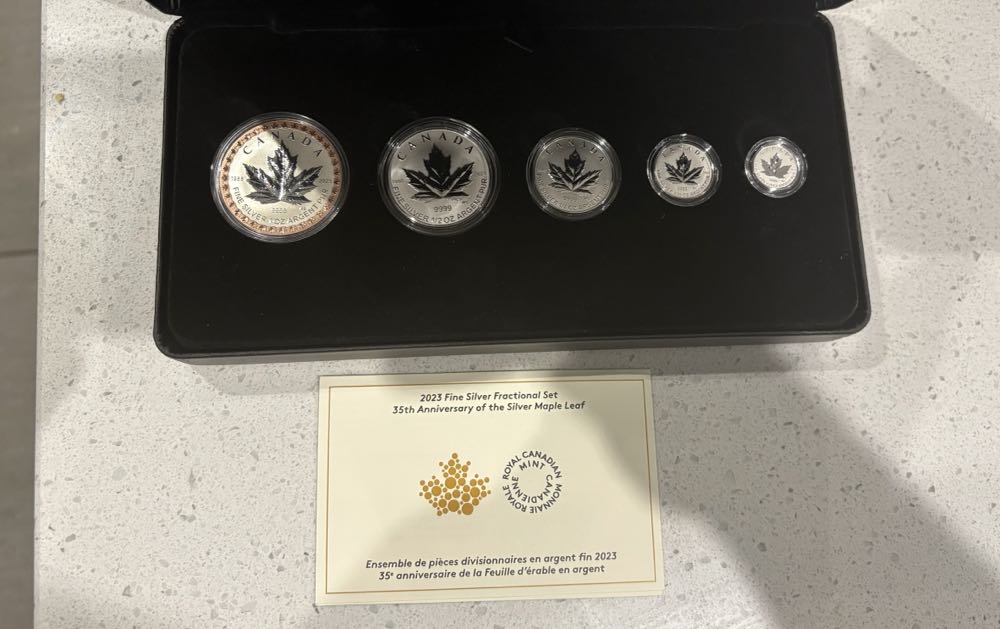 CANADA
1988 2023
9999
FINE SILVER 1 OZ ARGENT PUR
CANADA
9999
FINE SILVER 1/2 OZ ARGENT PUR
CANADA
2023 Fine Silver Fractional Set
35th Anniversary of the Silver Maple Leaf
ROYAL CANADIAN MINT
MONNAIE ROYALE CANADIENNE
Ensemble de pièces divisionnaires en argent fin 2023
35e anniversaire de la Feuille d'érable en argent